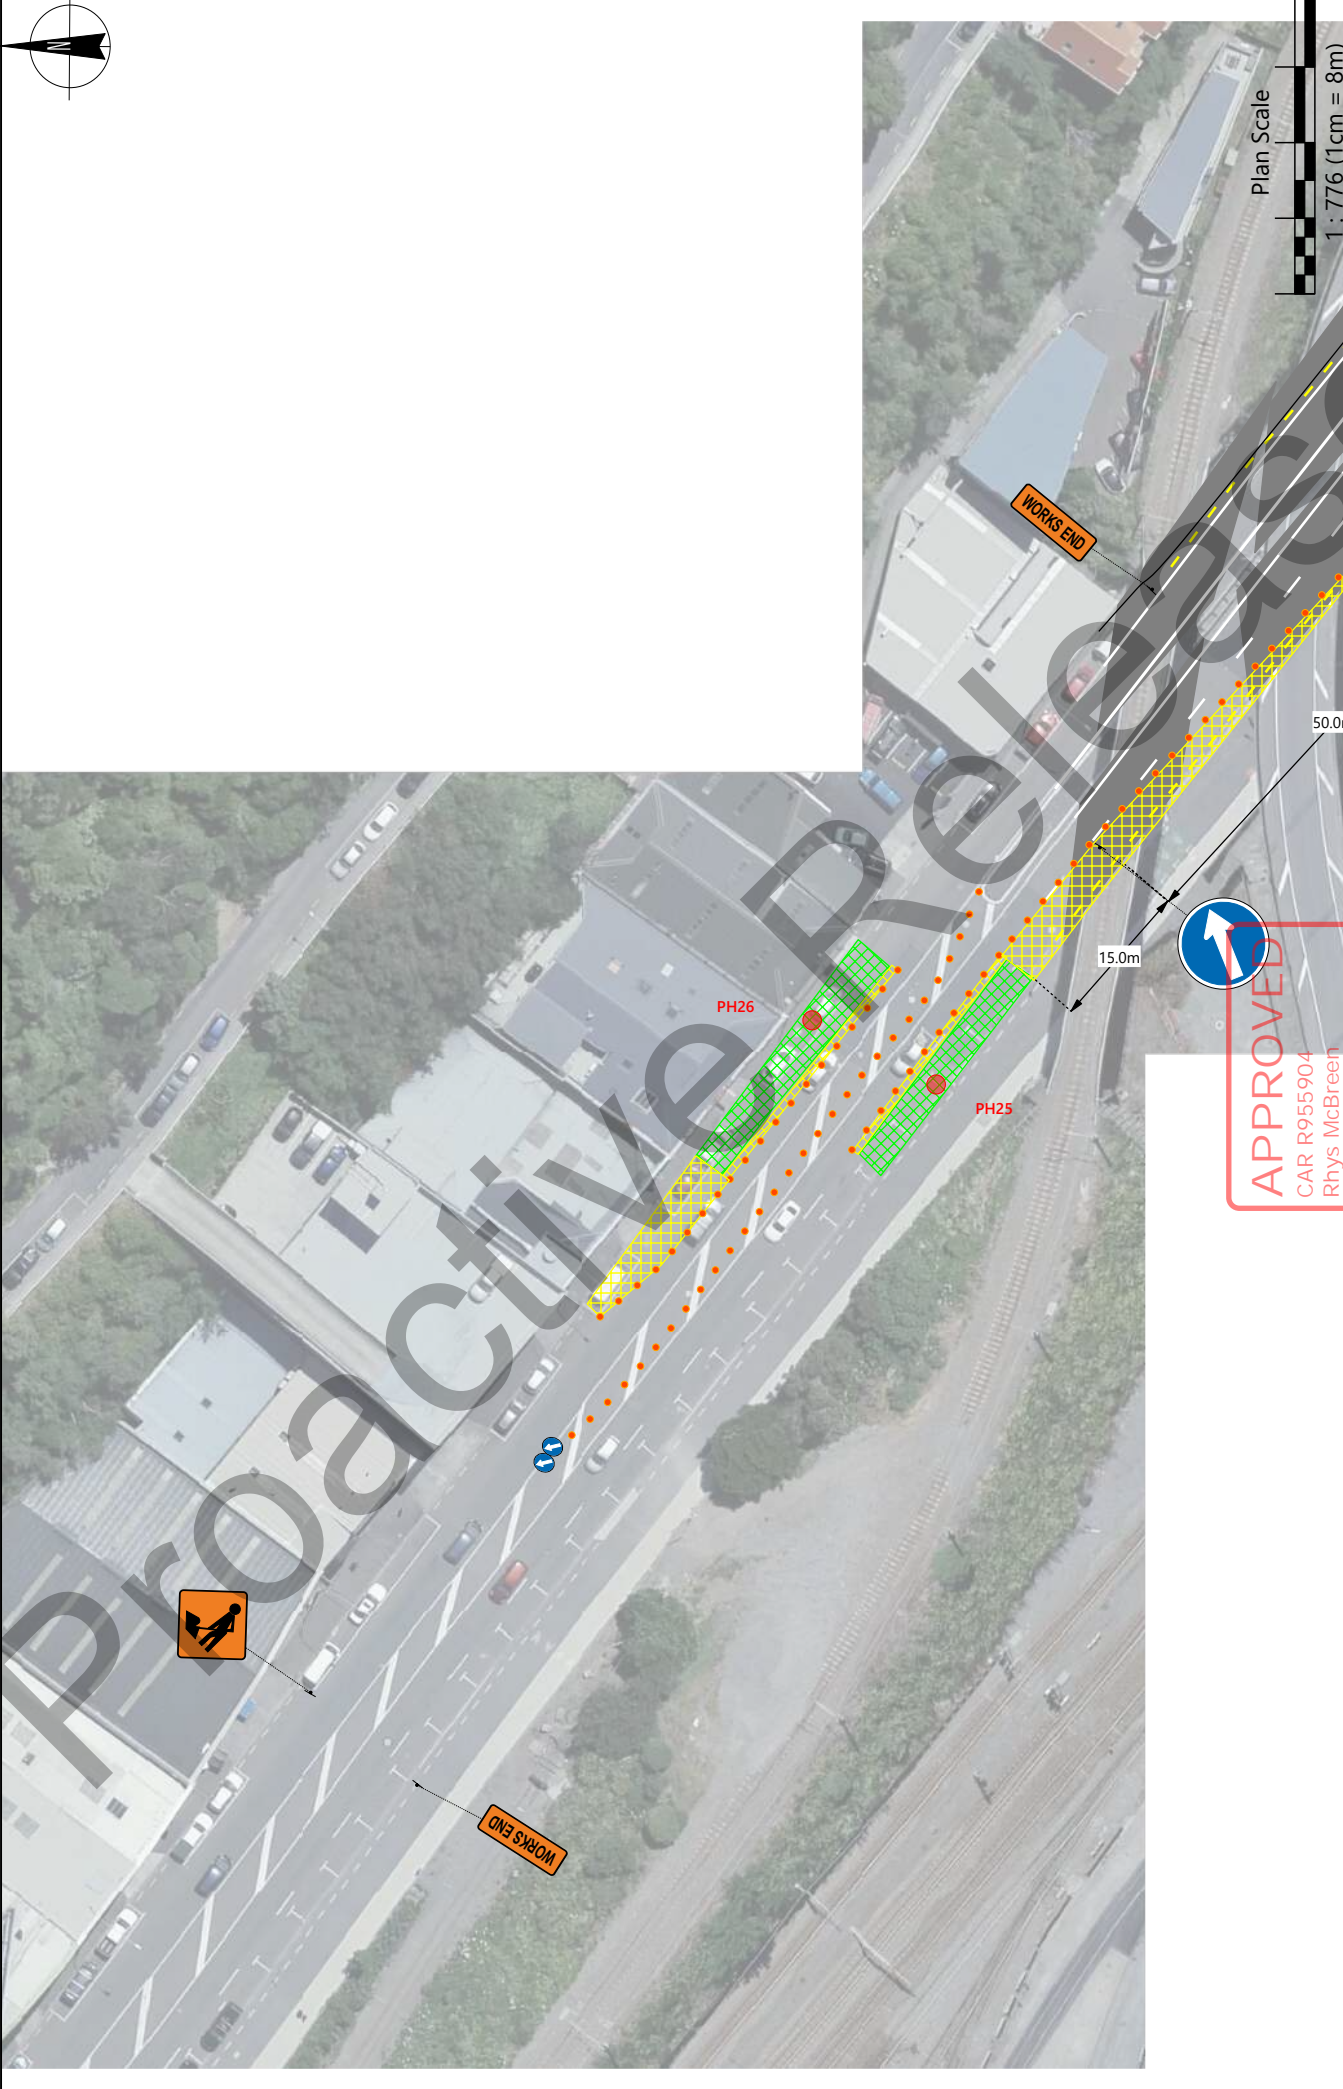 N
Plan Scale
1 : 776 (1cm = 8m)
WORKS END
50.0
15.0m
PH26
PH25
APPROVED
CAR R955904
Rhys McBreen
WORKS END
Proactive Releas